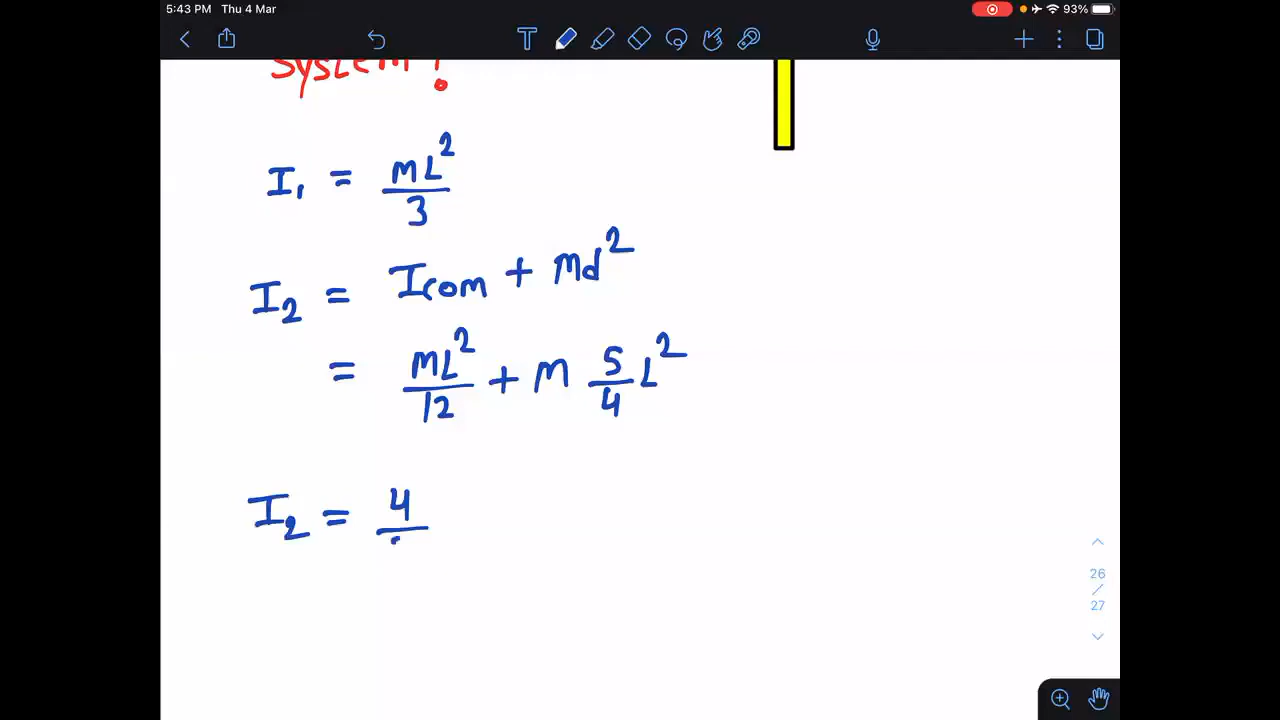 5:43 PM Thu 4 Mar 93%
T
System?
I₁ = mL²/3
I₂ = Icom + md²
= mL²/12 + m 5/4 L²
I₂ = 4
26
/
27